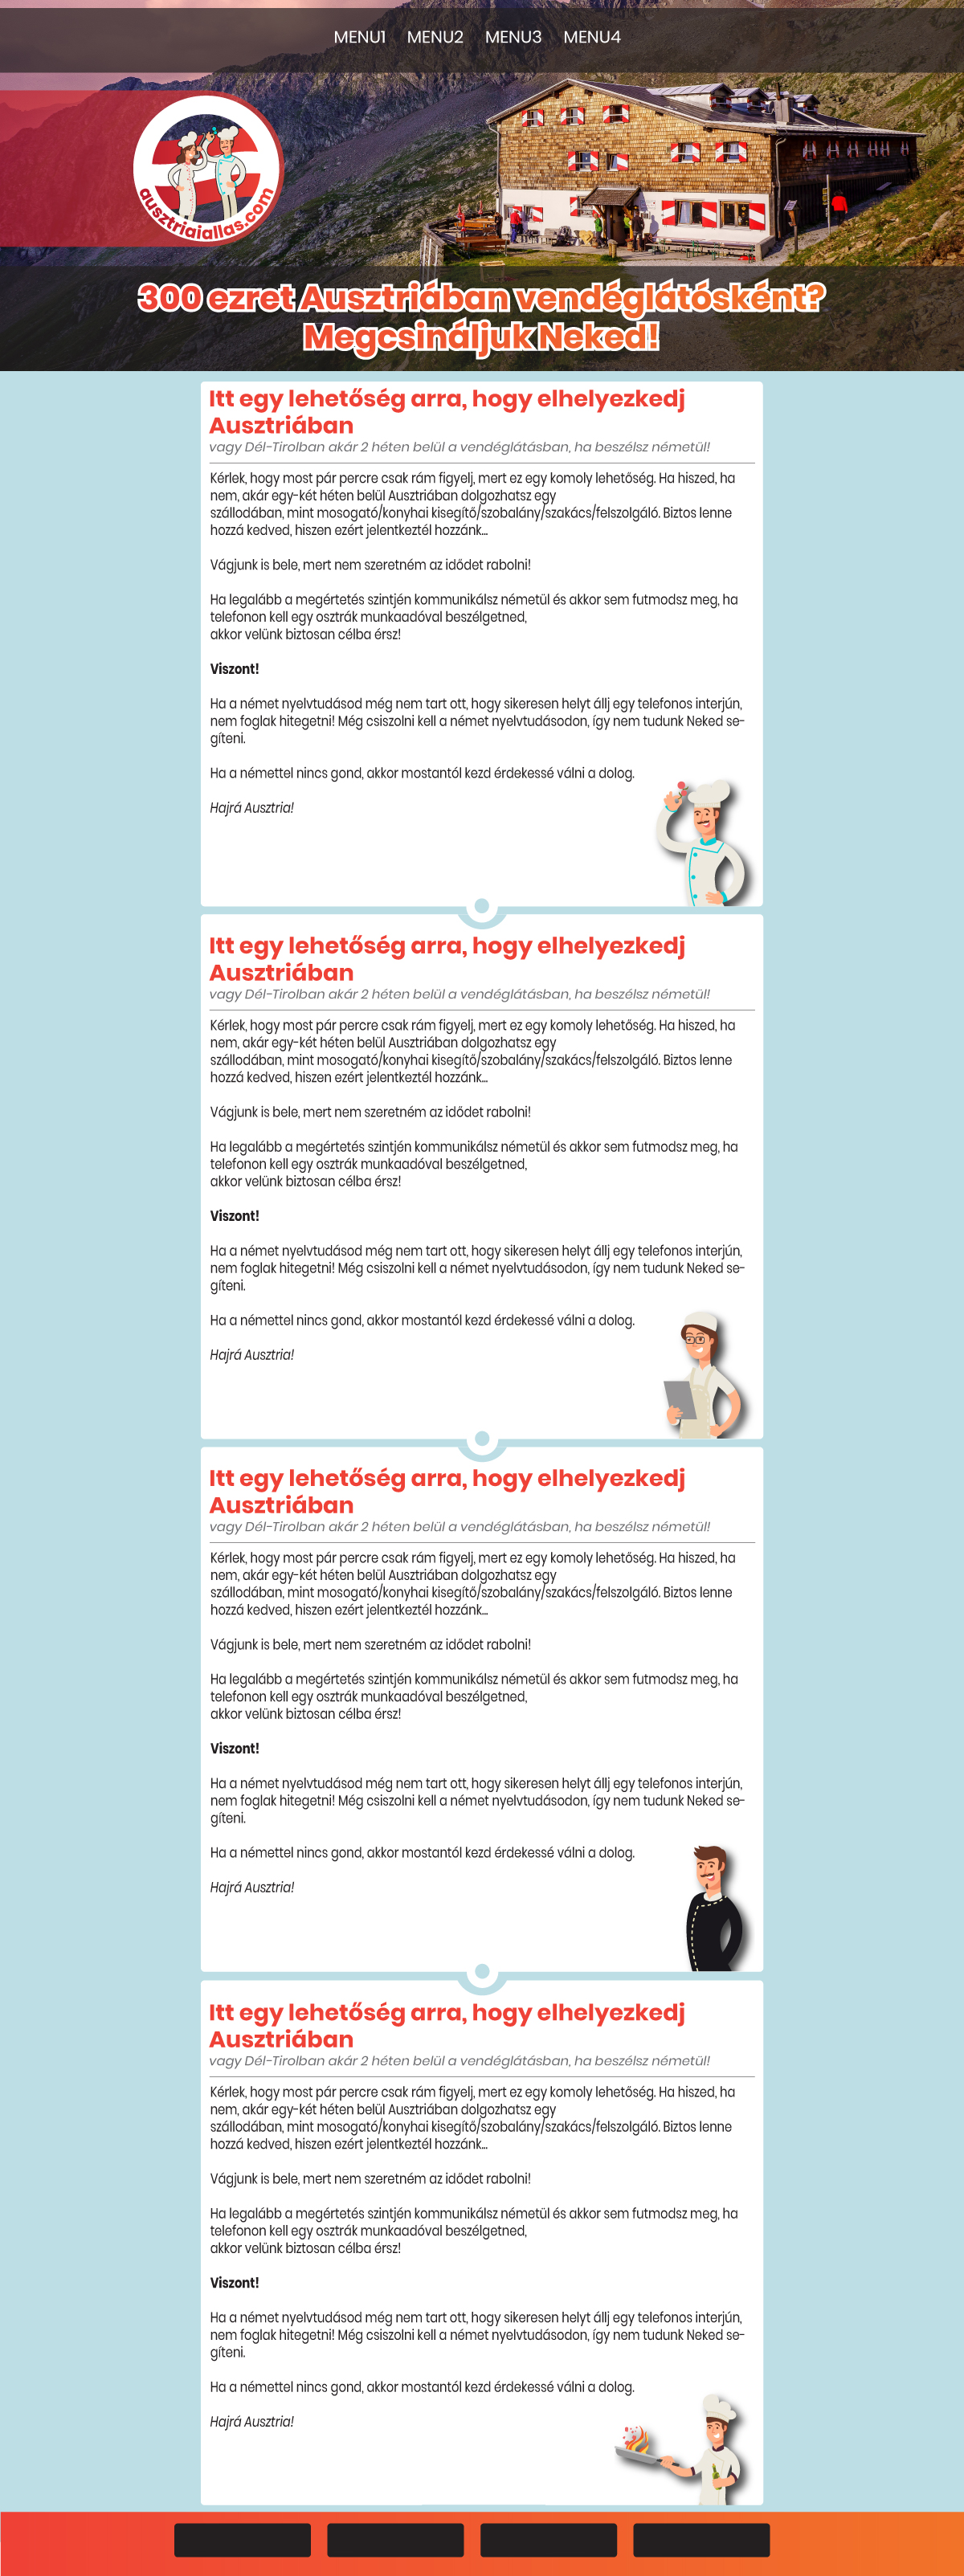 MENU1 MENU2 MENU3 MENU4
ausztriaiallas.com
300 ezret Ausztriában vendéglátósként?
Megcsináljuk Neked!
Itt egy lehetőség arra, hogy elhelyezkedj
Ausztriában
vagy Dél-Tirolban akár 2 héten belül a vendéglátásban, ha beszélsz németül!
Kérlek, hogy most pár percre csak rám figyelj, mert ez egy komoly lehetőség. Ha hiszed, ha
nem, akár egy-két héten belül Ausztriában dolgozhatsz egy
szállodában, mint mosogató/konyhai kisegítő/szobalány/szakács/felszolgáló. Biztos lenne
hozzá kedved, hiszen ezért jelentkeztél hozzánk...
Vágjunk is bele, mert nem szeretném az idődet rabolni!
Ha legalább a megértetés szintjén kommunikálsz németül és akkor sem futmodsz meg, ha
telefonon kell egy osztrák munkaadóval beszélgetned,
akkor velünk biztosan célba érsz!
Viszont!
Ha a német nyelvtudásod még nem tart ott, hogy sikeresen helyt állj egy telefonos interjún,
nem foglak hitegetni! Még csiszolni kell a német nyelvtudásodon, így nem tudunk Neked se-
gíteni.
Ha a némettel nincs gond, akkor mostantól kezd érdekessé válni a dolog.
Hajrá Ausztria!
Itt egy lehetőség arra, hogy elhelyezkedj
Ausztriában
vagy Dél-Tirolban akár 2 héten belül a vendéglátásban, ha beszélsz németül!
Kérlek, hogy most pár percre csak rám figyelj, mert ez egy komoly lehetőség. Ha hiszed, ha
nem, akár egy-két héten belül Ausztriában dolgozhatsz egy
szállodában, mint mosogató/konyhai kisegítő/szobalány/szakács/felszolgáló. Biztos lenne
hozzá kedved, hiszen ezért jelentkeztél hozzánk...
Vágjunk is bele, mert nem szeretném az idődet rabolni!
Ha legalább a megértetés szintjén kommunikálsz németül és akkor sem futmodsz meg, ha
telefonon kell egy osztrák munkaadóval beszélgetned,
akkor velünk biztosan célba érsz!
Viszont!
Ha a német nyelvtudásod még nem tart ott, hogy sikeresen helyt állj egy telefonos interjún,
nem foglak hitegetni! Még csiszolni kell a német nyelvtudásodon, így nem tudunk Neked se-
gíteni.
Ha a némettel nincs gond, akkor mostantól kezd érdekessé válni a dolog.
Hajrá Ausztria!
Itt egy lehetőség arra, hogy elhelyezkedj
Ausztriában
vagy Dél-Tirolban akár 2 héten belül a vendéglátásban, ha beszélsz németül!
Kérlek, hogy most pár percre csak rám figyelj, mert ez egy komoly lehetőség. Ha hiszed, ha
nem, akár egy-két héten belül Ausztriában dolgozhatsz egy
szállodában, mint mosogató/konyhai kisegítő/szobalány/szakács/felszolgáló. Biztos lenne
hozzá kedved, hiszen ezért jelentkeztél hozzánk...
Vágjunk is bele, mert nem szeretném az idődet rabolni!
Ha legalább a megértetés szintjén kommunikálsz németül és akkor sem futmodsz meg, ha
telefonon kell egy osztrák munkaadóval beszélgetned,
akkor velünk biztosan célba érsz!
Viszont!
Ha a német nyelvtudásod még nem tart ott, hogy sikeresen helyt állj egy telefonos interjún,
nem foglak hitegetni! Még csiszolni kell a német nyelvtudásodon, így nem tudunk Neked se-
gíteni.
Ha a némettel nincs gond, akkor mostantól kezd érdekessé válni a dolog.
Hajrá Ausztria!
Itt egy lehetőség arra, hogy elhelyezkedj
Ausztriában
vagy Dél-Tirolban akár 2 héten belül a vendéglátásban, ha beszélsz németül!
Kérlek, hogy most pár percre csak rám figyelj, mert ez egy komoly lehetőség. Ha hiszed, ha
nem, akár egy-két héten belül Ausztriában dolgozhatsz egy
szállodában, mint mosogató/konyhai kisegítő/szobalány/szakács/felszolgáló. Biztos lenne
hozzá kedved, hiszen ezért jelentkeztél hozzánk...
Vágjunk is bele, mert nem szeretném az idődet rabolni!
Ha legalább a megértetés szintjén kommunikálsz németül és akkor sem futmodsz meg, ha
telefonon kell egy osztrák munkaadóval beszélgetned,
akkor velünk biztosan célba érsz!
Viszont!
Ha a német nyelvtudásod még nem tart ott, hogy sikeresen helyt állj egy telefonos interjún,
nem foglak hitegetni! Még csiszolni kell a német nyelvtudásodon, így nem tudunk Neked se-
gíteni.
Ha a némettel nincs gond, akkor mostantól kezd érdekessé válni a dolog.
Hajrá Ausztria!